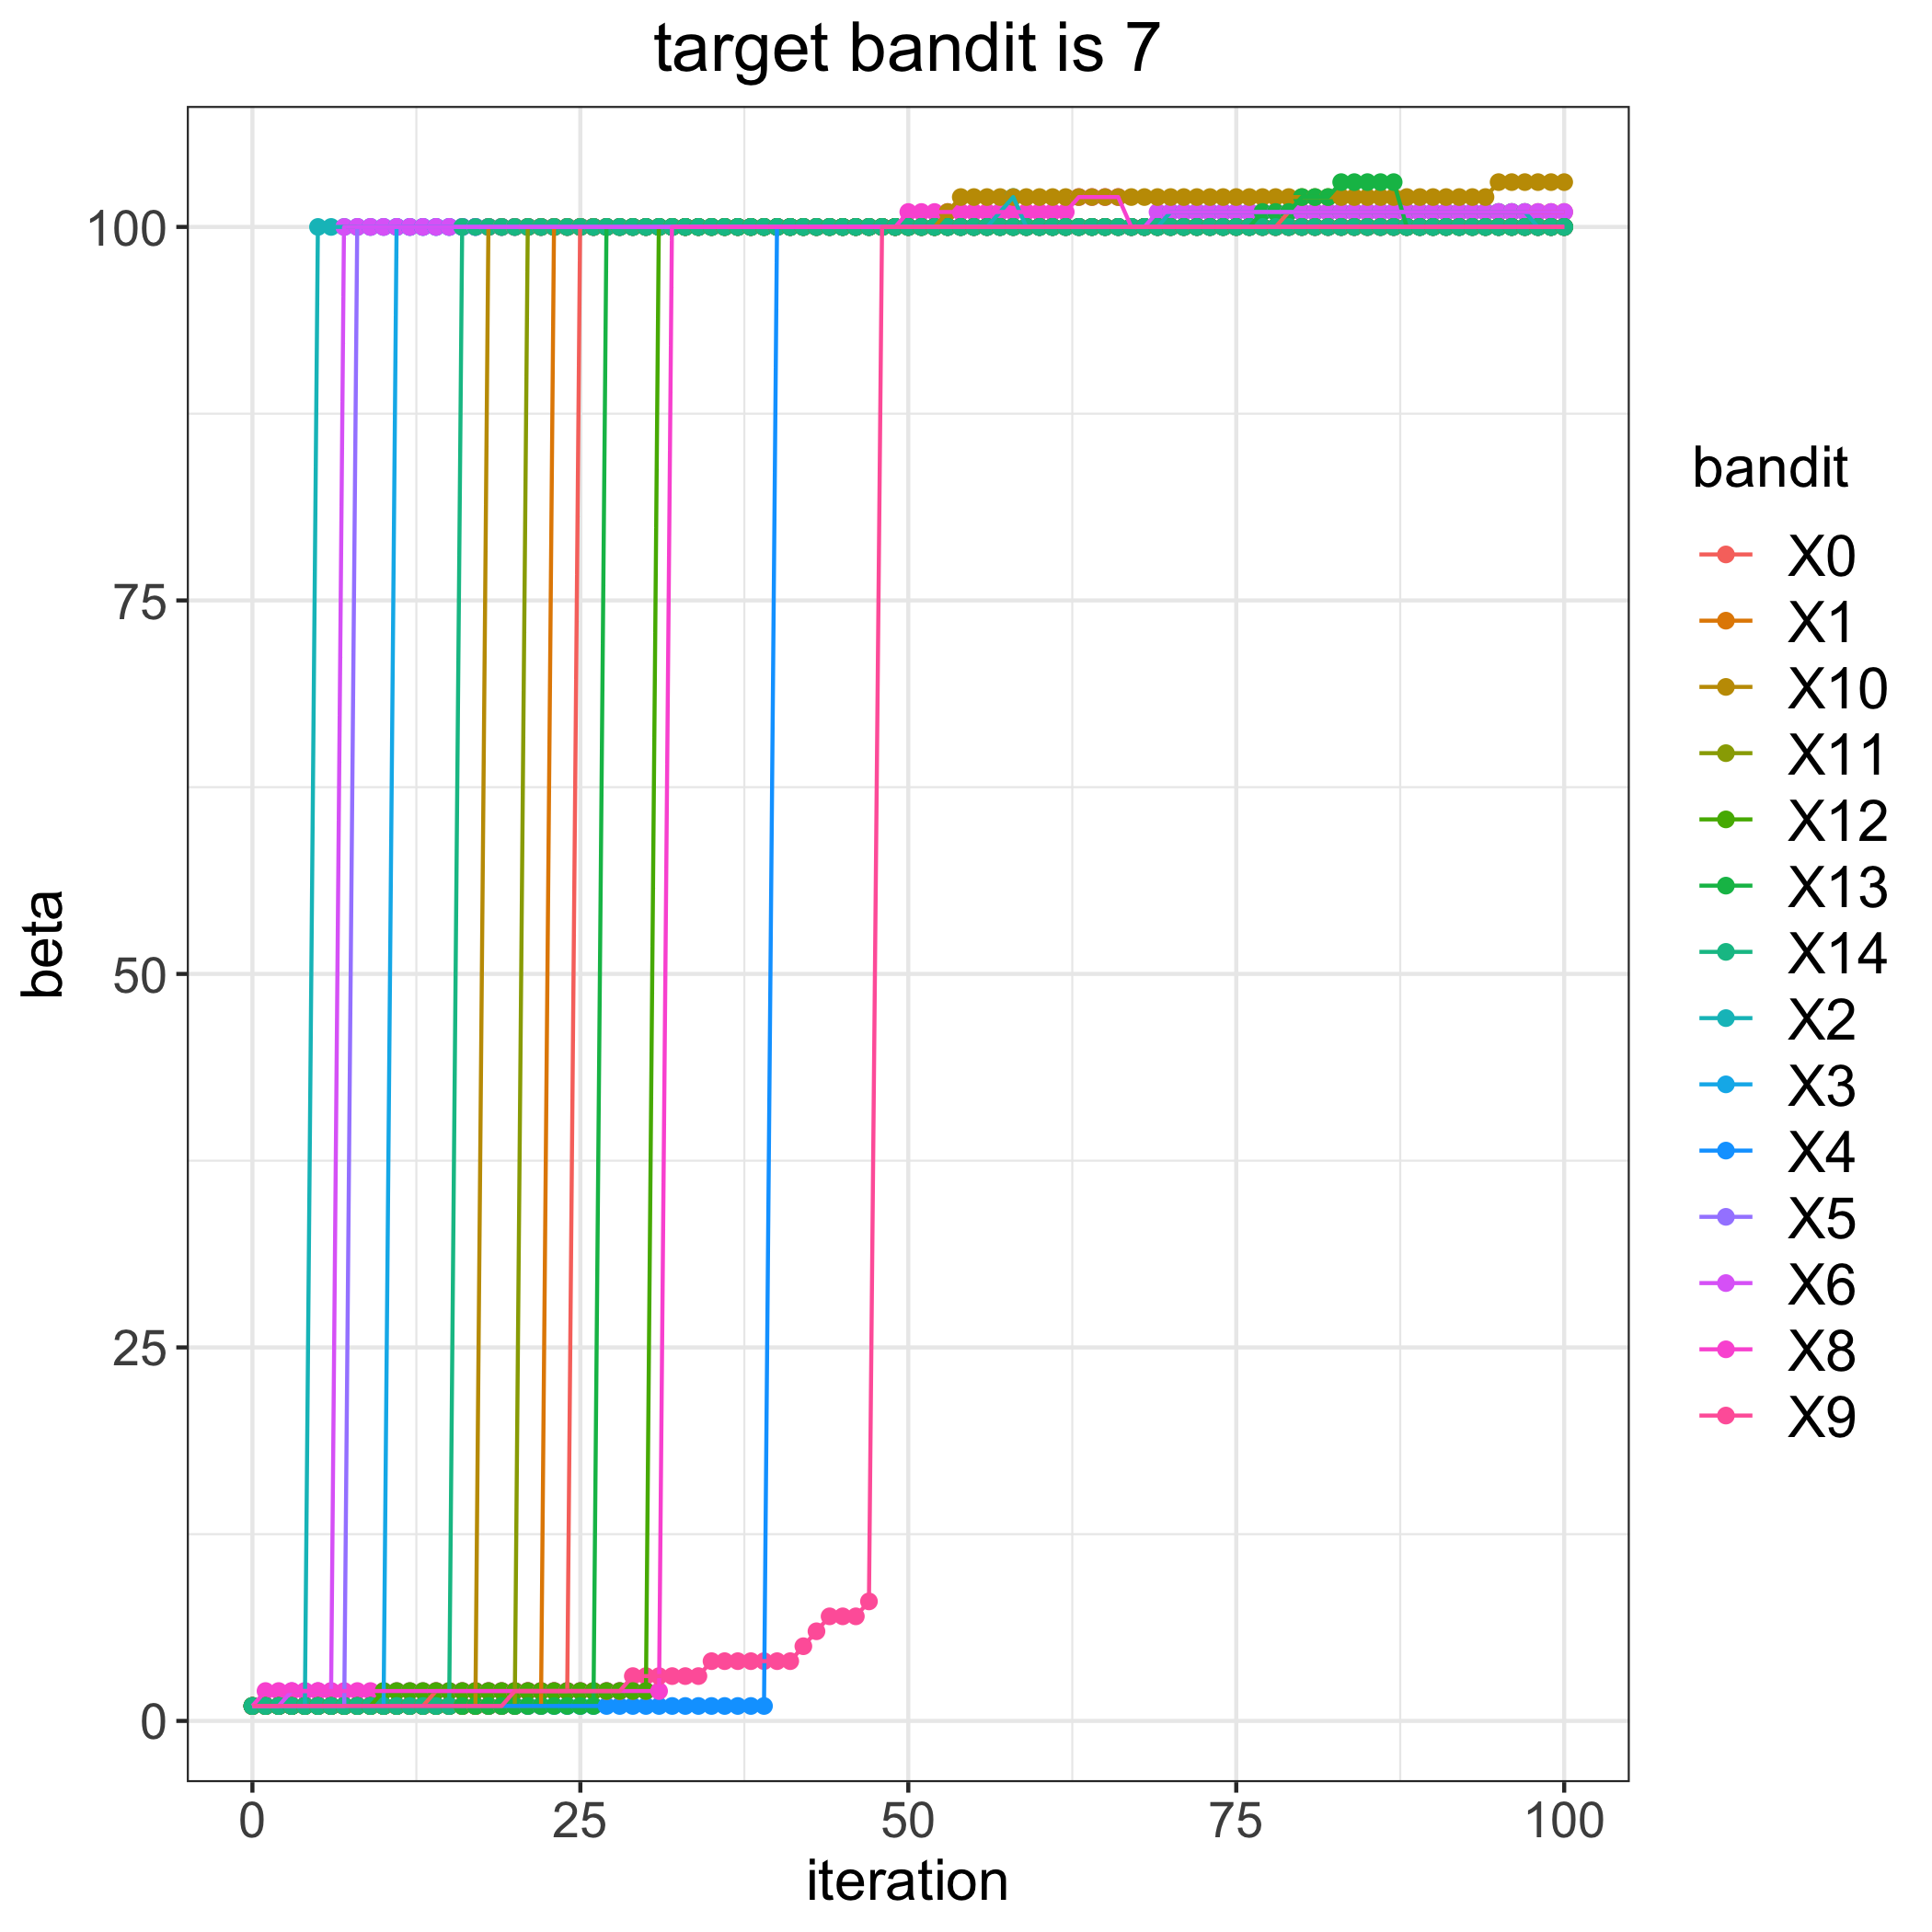 target bandit is 7
100
75
50
25
0
beta
0 25 50 75 100
iteration
bandit
X0
X1
X10
X11
X12
X13
X14
X2
X3
X4
X5
X6
X8
X9